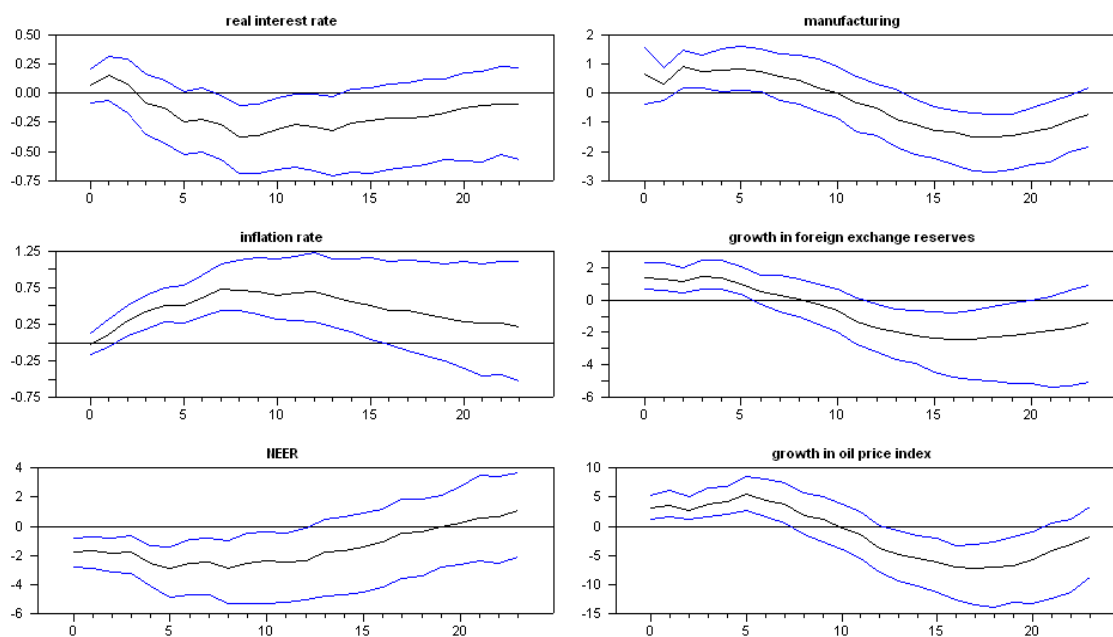 real interest rate
0.50
0.25
0.00
-0.25
-0.50
-0.75
0 5 10 15 20
manufacturing
2
1
0
-1
-2
-3
0 5 10 15 20
inflation rate
1.25
0.75
0.25
-0.25
-0.75
0 5 10 15 20
growth in foreign exchange reserves
2
0
-2
-4
-6
0 5 10 15 20
NEER
4
2
0
-2
-4
-6
0 5 10 15 20
growth in oil price index
10
5
0
-5
-10
-15
0 5 10 15 20